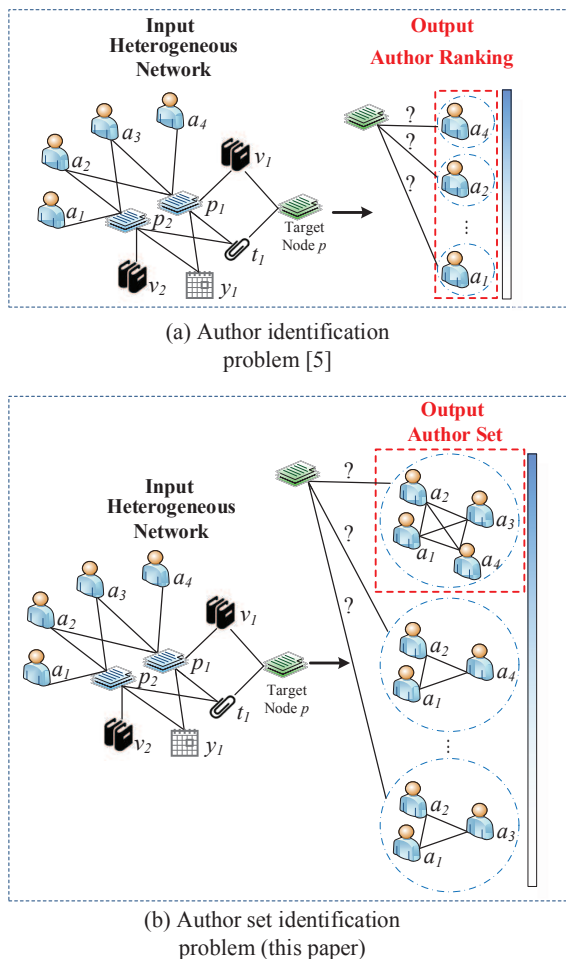 Input
Heterogeneous
Network
Output
Author Ranking
a3
a4
a2
a1
v1
p1
p2
t1
Target
Node p
v2
y1
?
?
?
a4
a2
⋮
a1
(a) Author identification
problem [5]
Output
Author Set
Input
Heterogeneous
Network
a3
a4
a2
a1
v1
p1
p2
t1
Target
Node p
v2
y1
?
?
?
a2
a3
a1
a4
a2
a4
a1
⋮
a2
a3
a1
(b) Author set identification
problem (this paper)